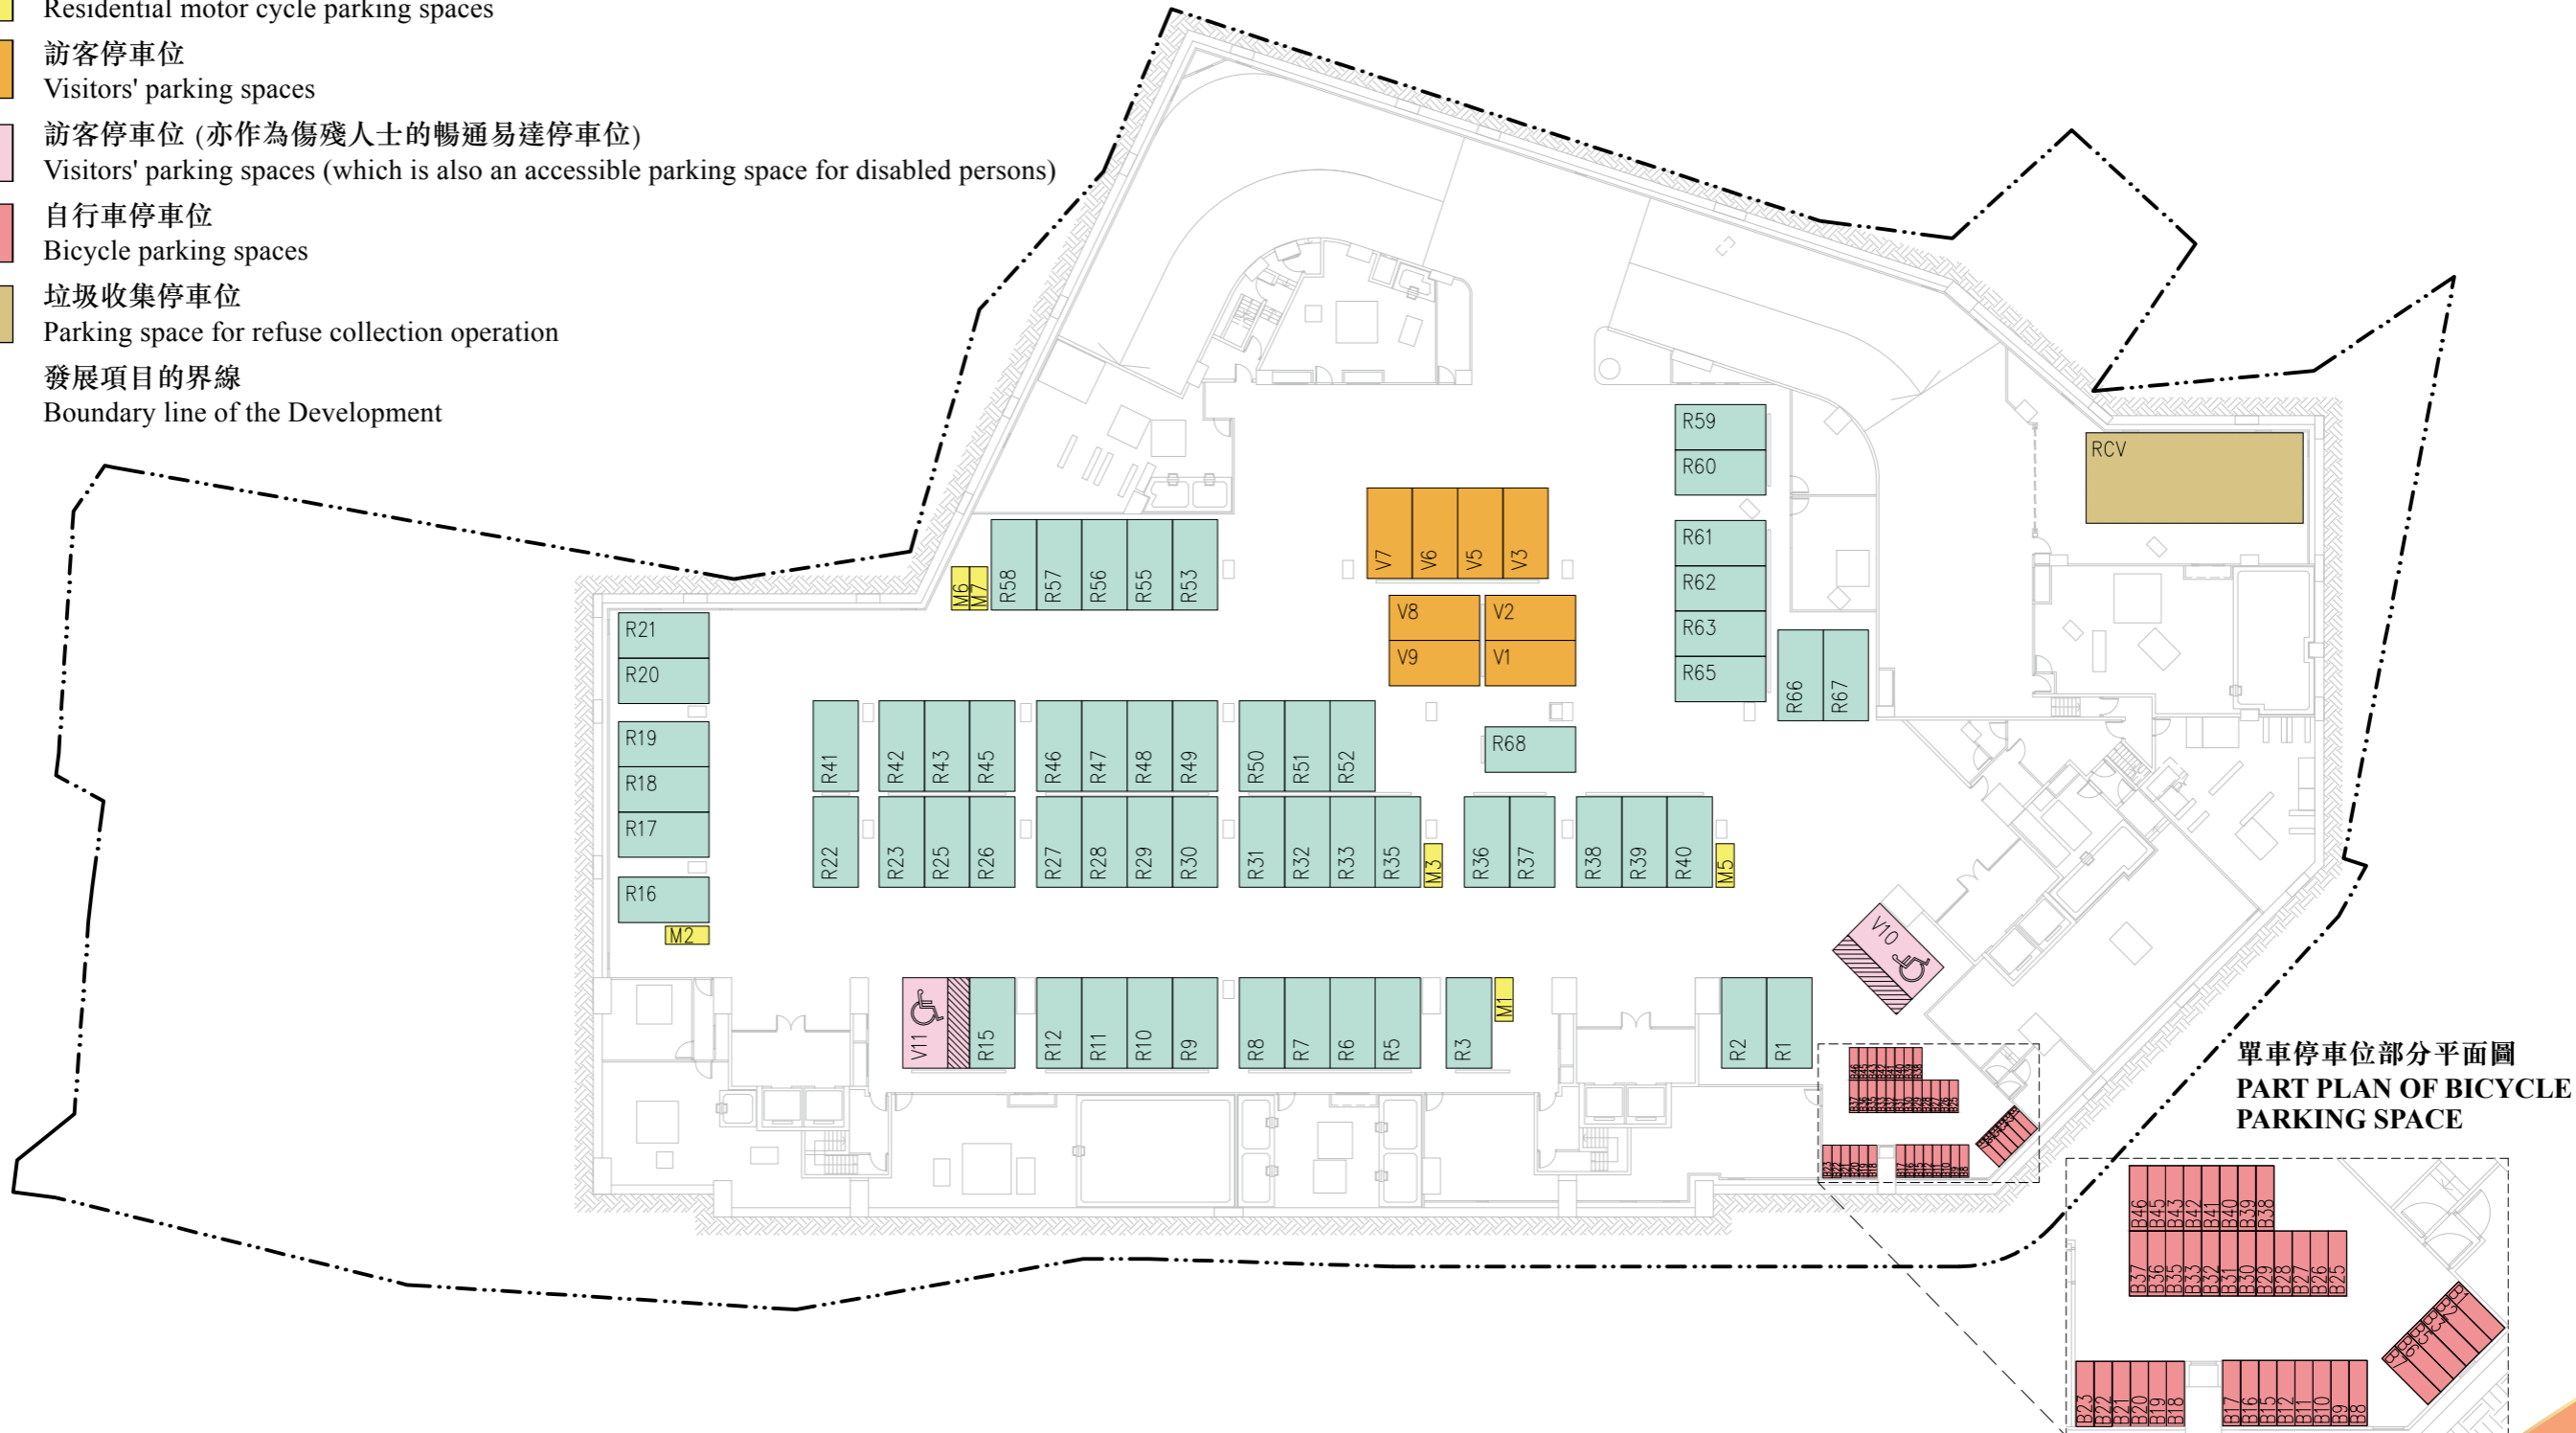 Residential motor cycle parking spaces
訪客停車位
Visitors' parking spaces
訪客停車位 (亦作為傷殘人士的暢通易達停車位)
Visitors' parking spaces (which is also an accessible parking space for disabled persons)
自行車停車位
Bicycle parking spaces
垃圾收集停車位
Parking space for refuse collection operation
發展項目的界線
Boundary line of the Development
R59
R60
RCV
V7 V6 V5 V3
R61
R62
R63
R65
M6 M7 R58 R57 R56 R55 R53
V8 V2
V9 V1
R66 R67
R21
R20
R19
R18
R17
R16
M2
R41 R42 R43 R45 R46 R47 R48 R49 R50 R51 R52
R68
R22 R23 R25 R26 R27 R28 R29 R30 R31 R32 R33 R35 M3 R36 R37 R38 R39 R40 M5
V10
V11 R15 R12 R11 R10 R9 R8 R7 R6 R5 R3 M1 R2 R1
單車停車位部分平面圖
PART PLAN OF BICYCLE
PARKING SPACE
B46 B45 B43 B42 B41 B40 B39 B38
B37 B36 B35 B33 B32 B31 B30 B29 B28 B27 B26 B25
B7 B6 B5 B3 B2 B1
B23 B22 B21 B20 B19 B18 B17 B16 B15 B12 B11 B10 B9 B8